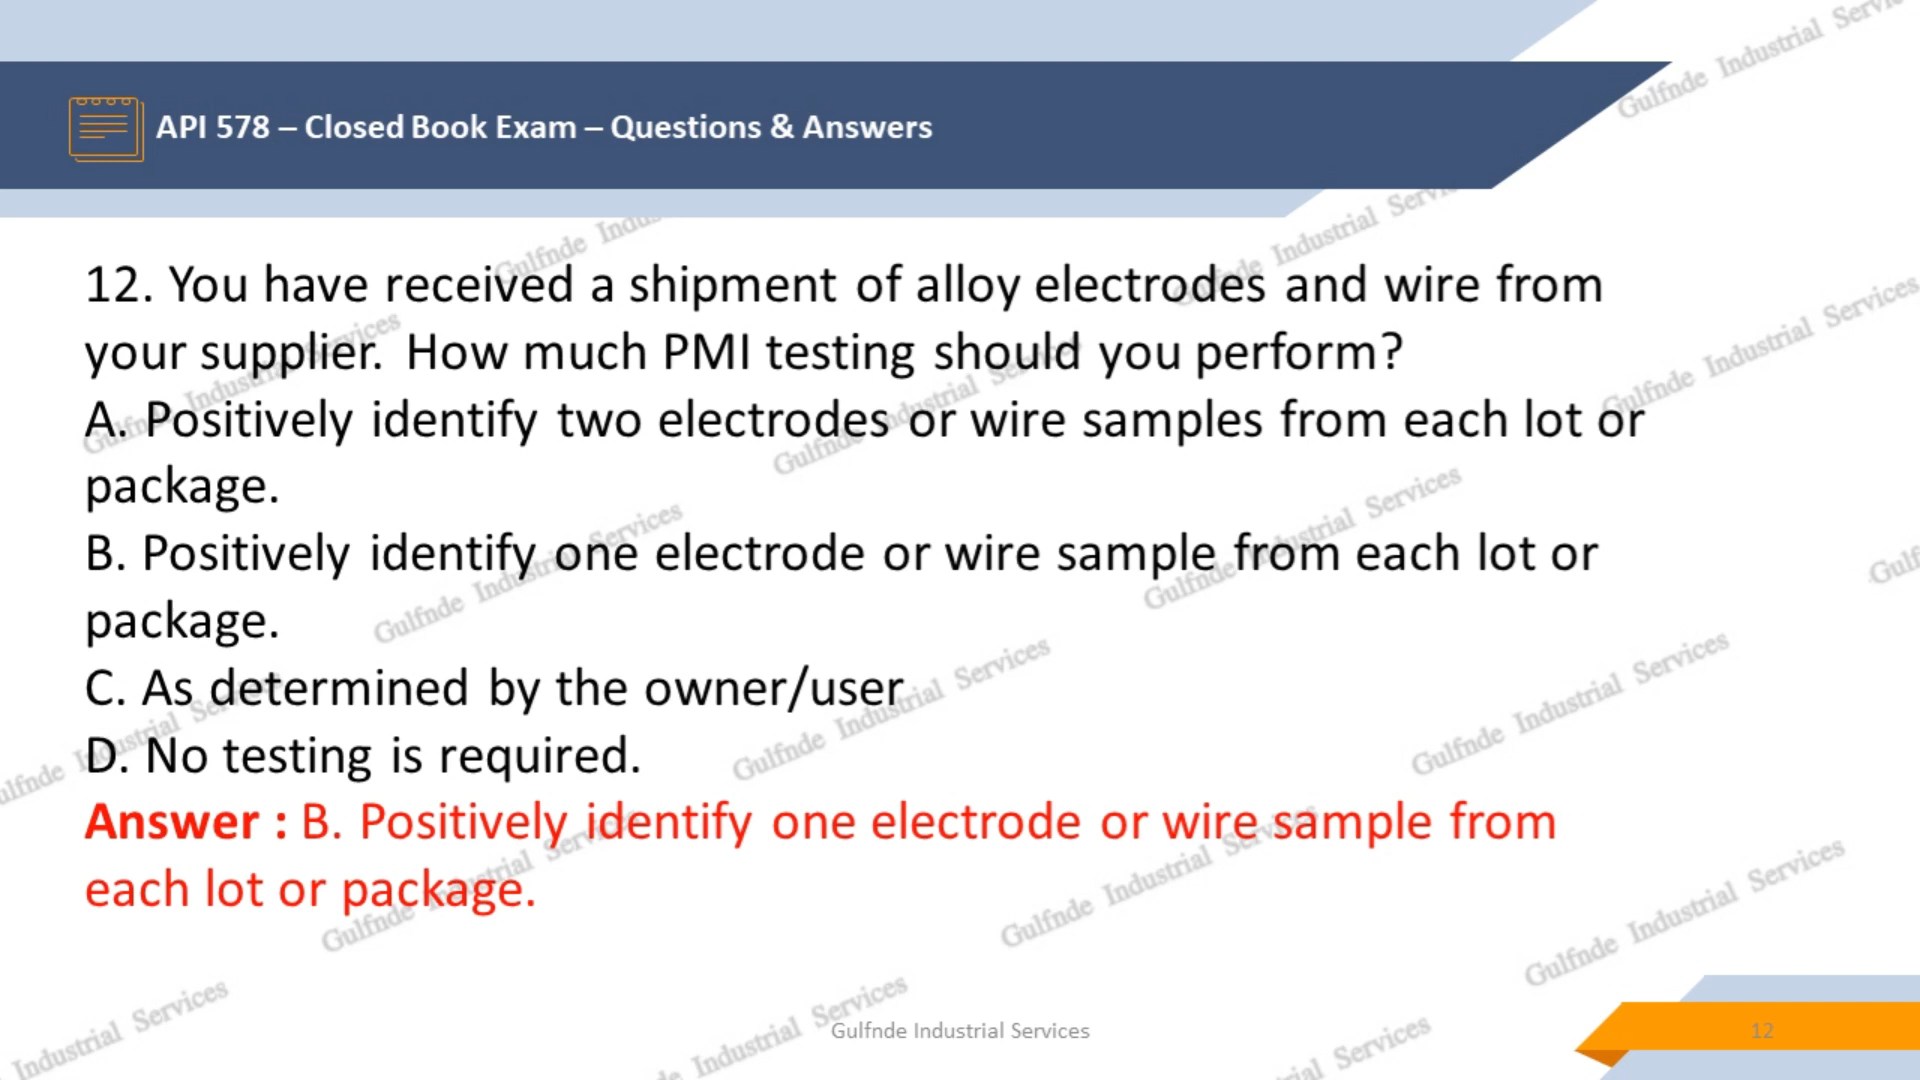 API 578 – Closed Book Exam – Questions & Answers
12. You have received a shipment of alloy electrodes and wire from
your supplier. How much PMI testing should you perform?
A. Positively identify two electrodes or wire samples from each lot or
package.
B. Positively identify one electrode or wire sample from each lot or
package.
C. As determined by the owner/user
D. No testing is required.
Answer : B. Positively identify one electrode or wire sample from
each lot or package.
Gulfnde Industrial Services
12